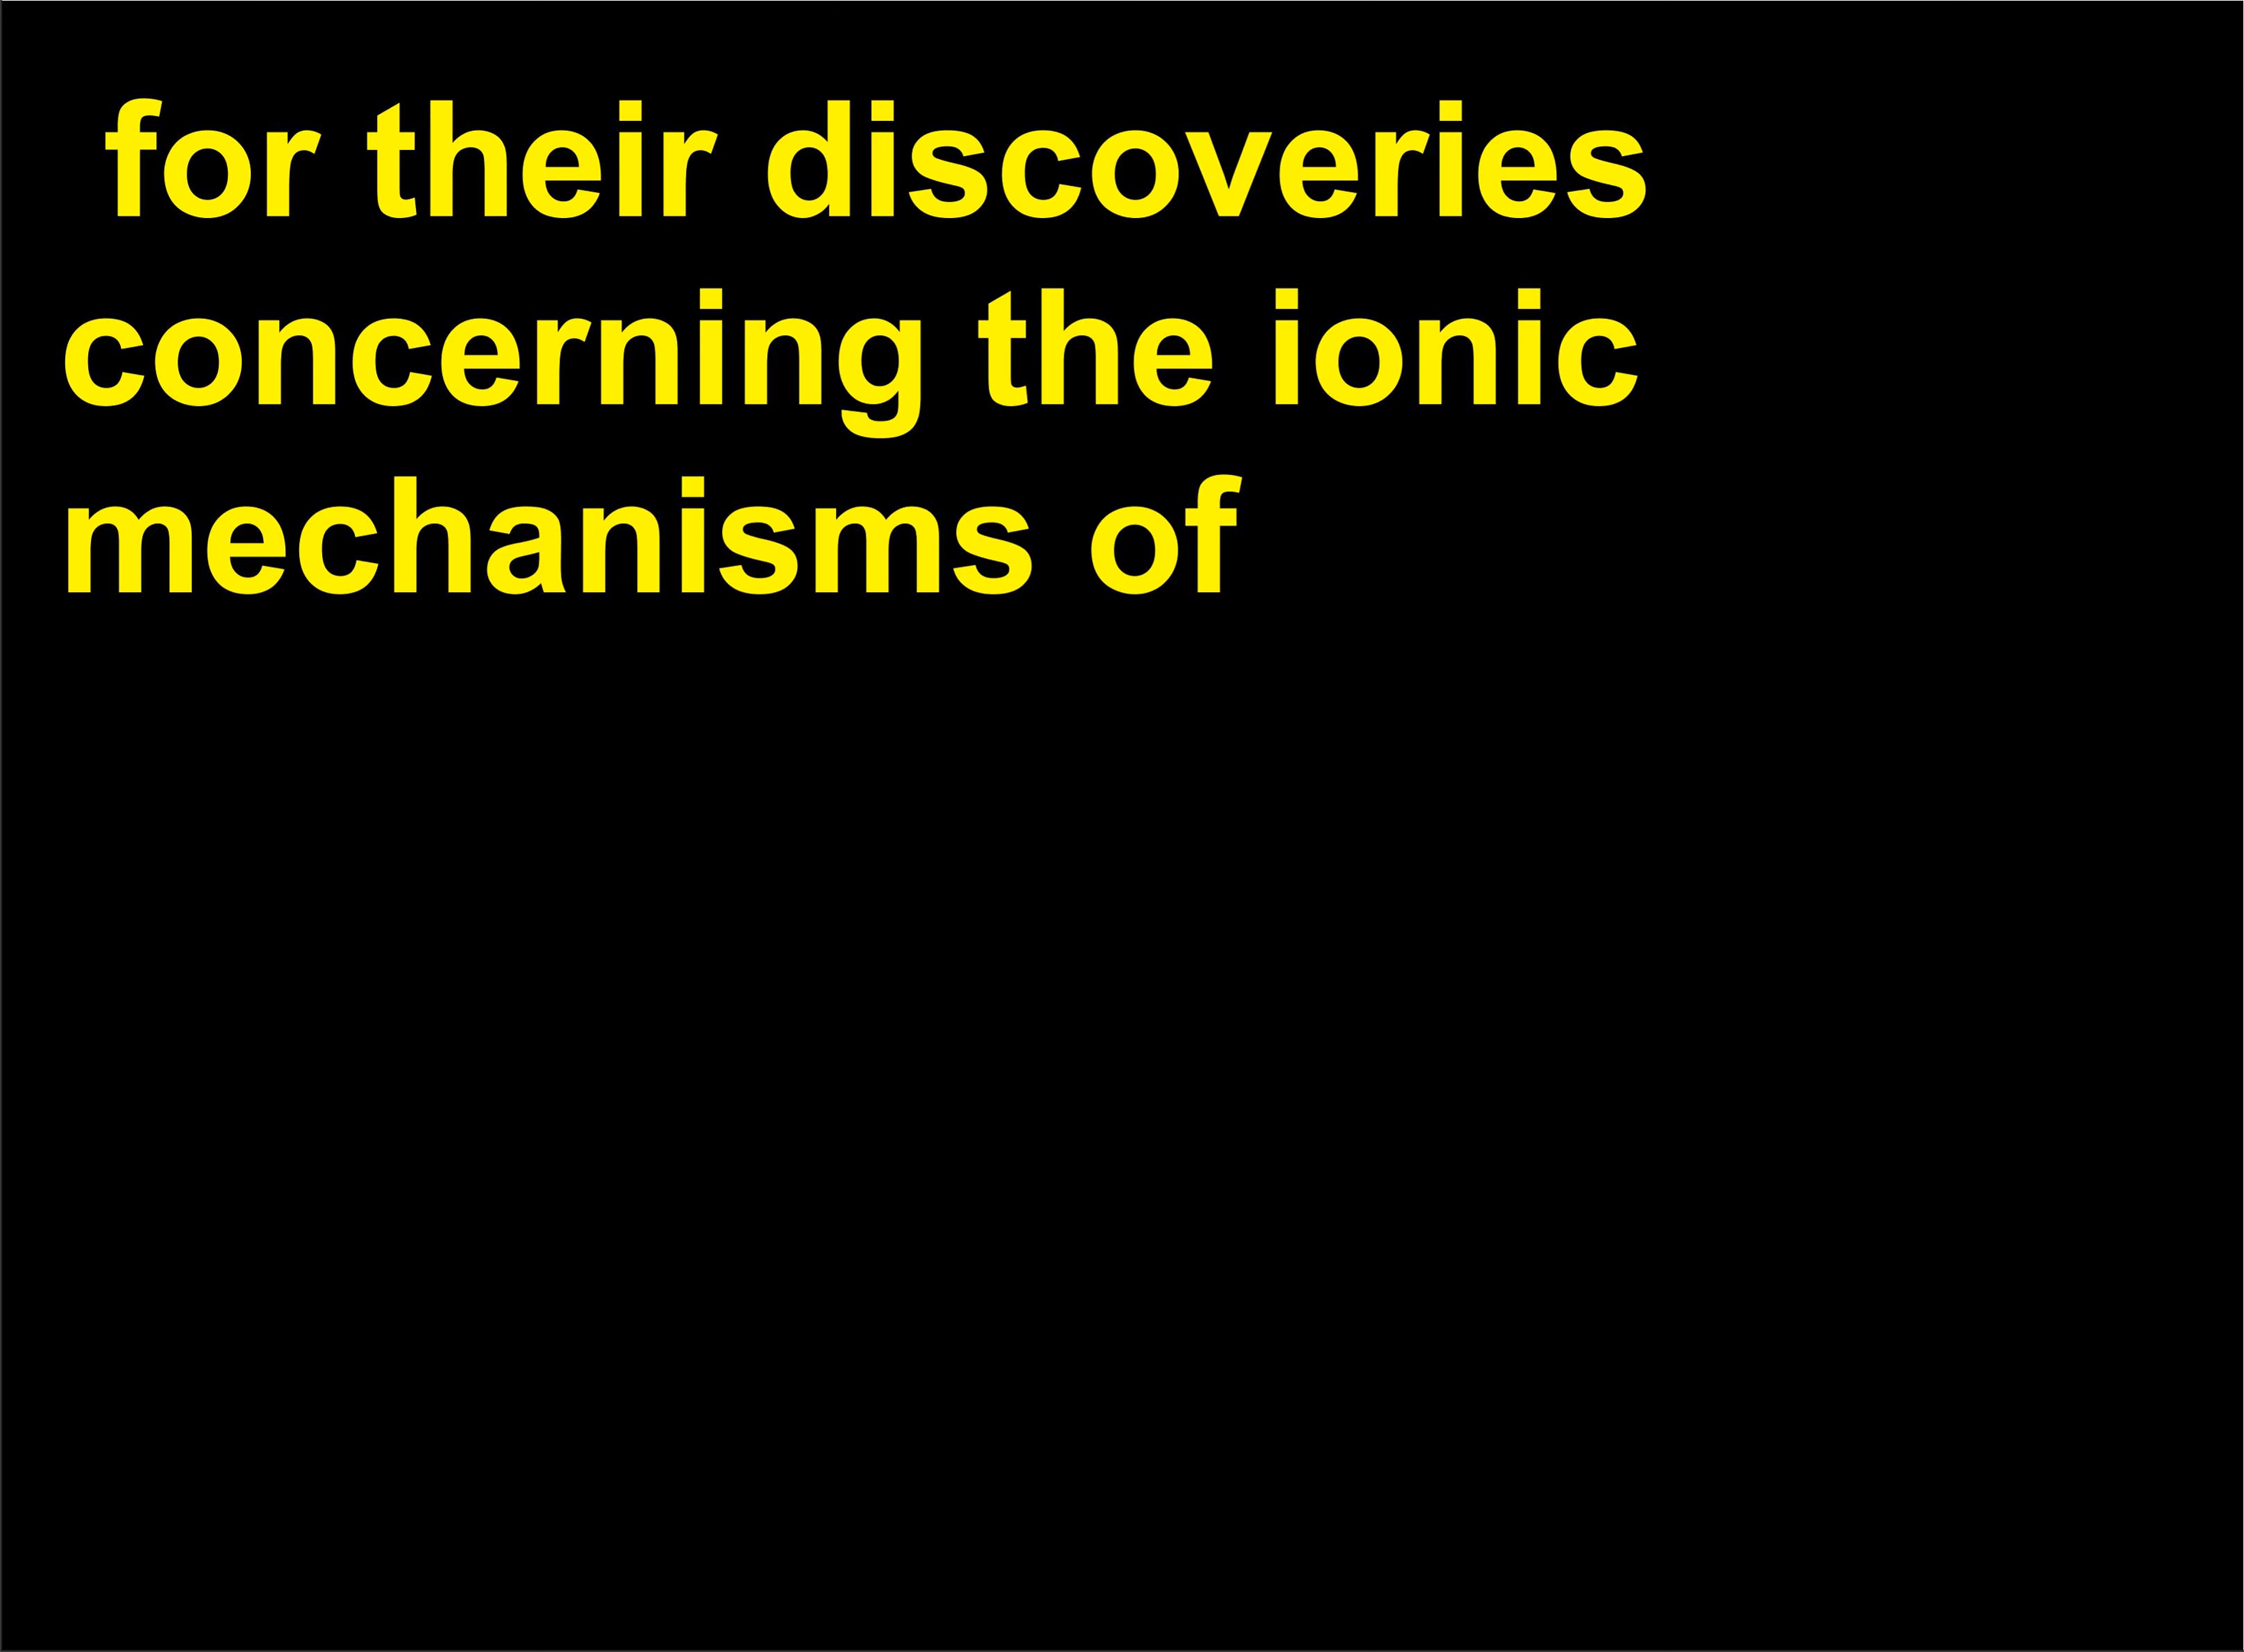 for their discoveries
concerning the ionic
mechanisms of